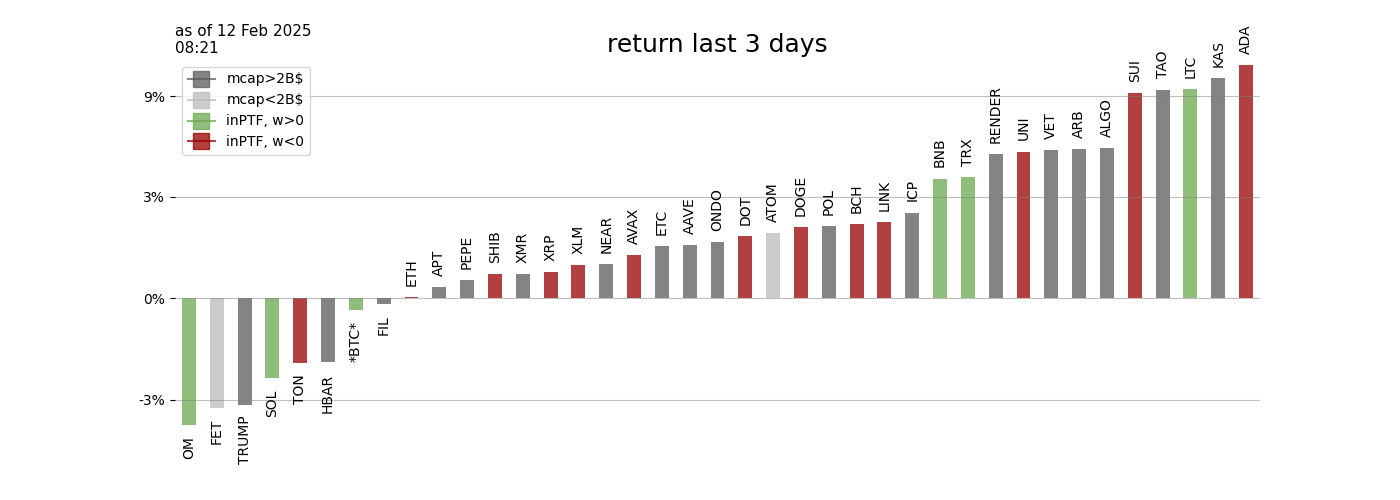 as of 12 Feb 2025
08:21
return last 3 days
mcap>2B$
mcap<2B$
inPTF, w>0
inPTF, w<0
9%
3%
0%
-3%
OM
FET
TRUMP
SOL
TON
HBAR
*BTC*
FIL
ETH
APT
PEPE
SHIB
XMR
XRP
XLM
NEAR
AVAX
ETC
AAVE
ONDO
DOT
ATOM
DOGE
POL
BCH
LINK
ICP
BNB
TRX
RENDER
UNI
VET
ARB
ALGO
SUI
TAO
LTC
KAS
ADA